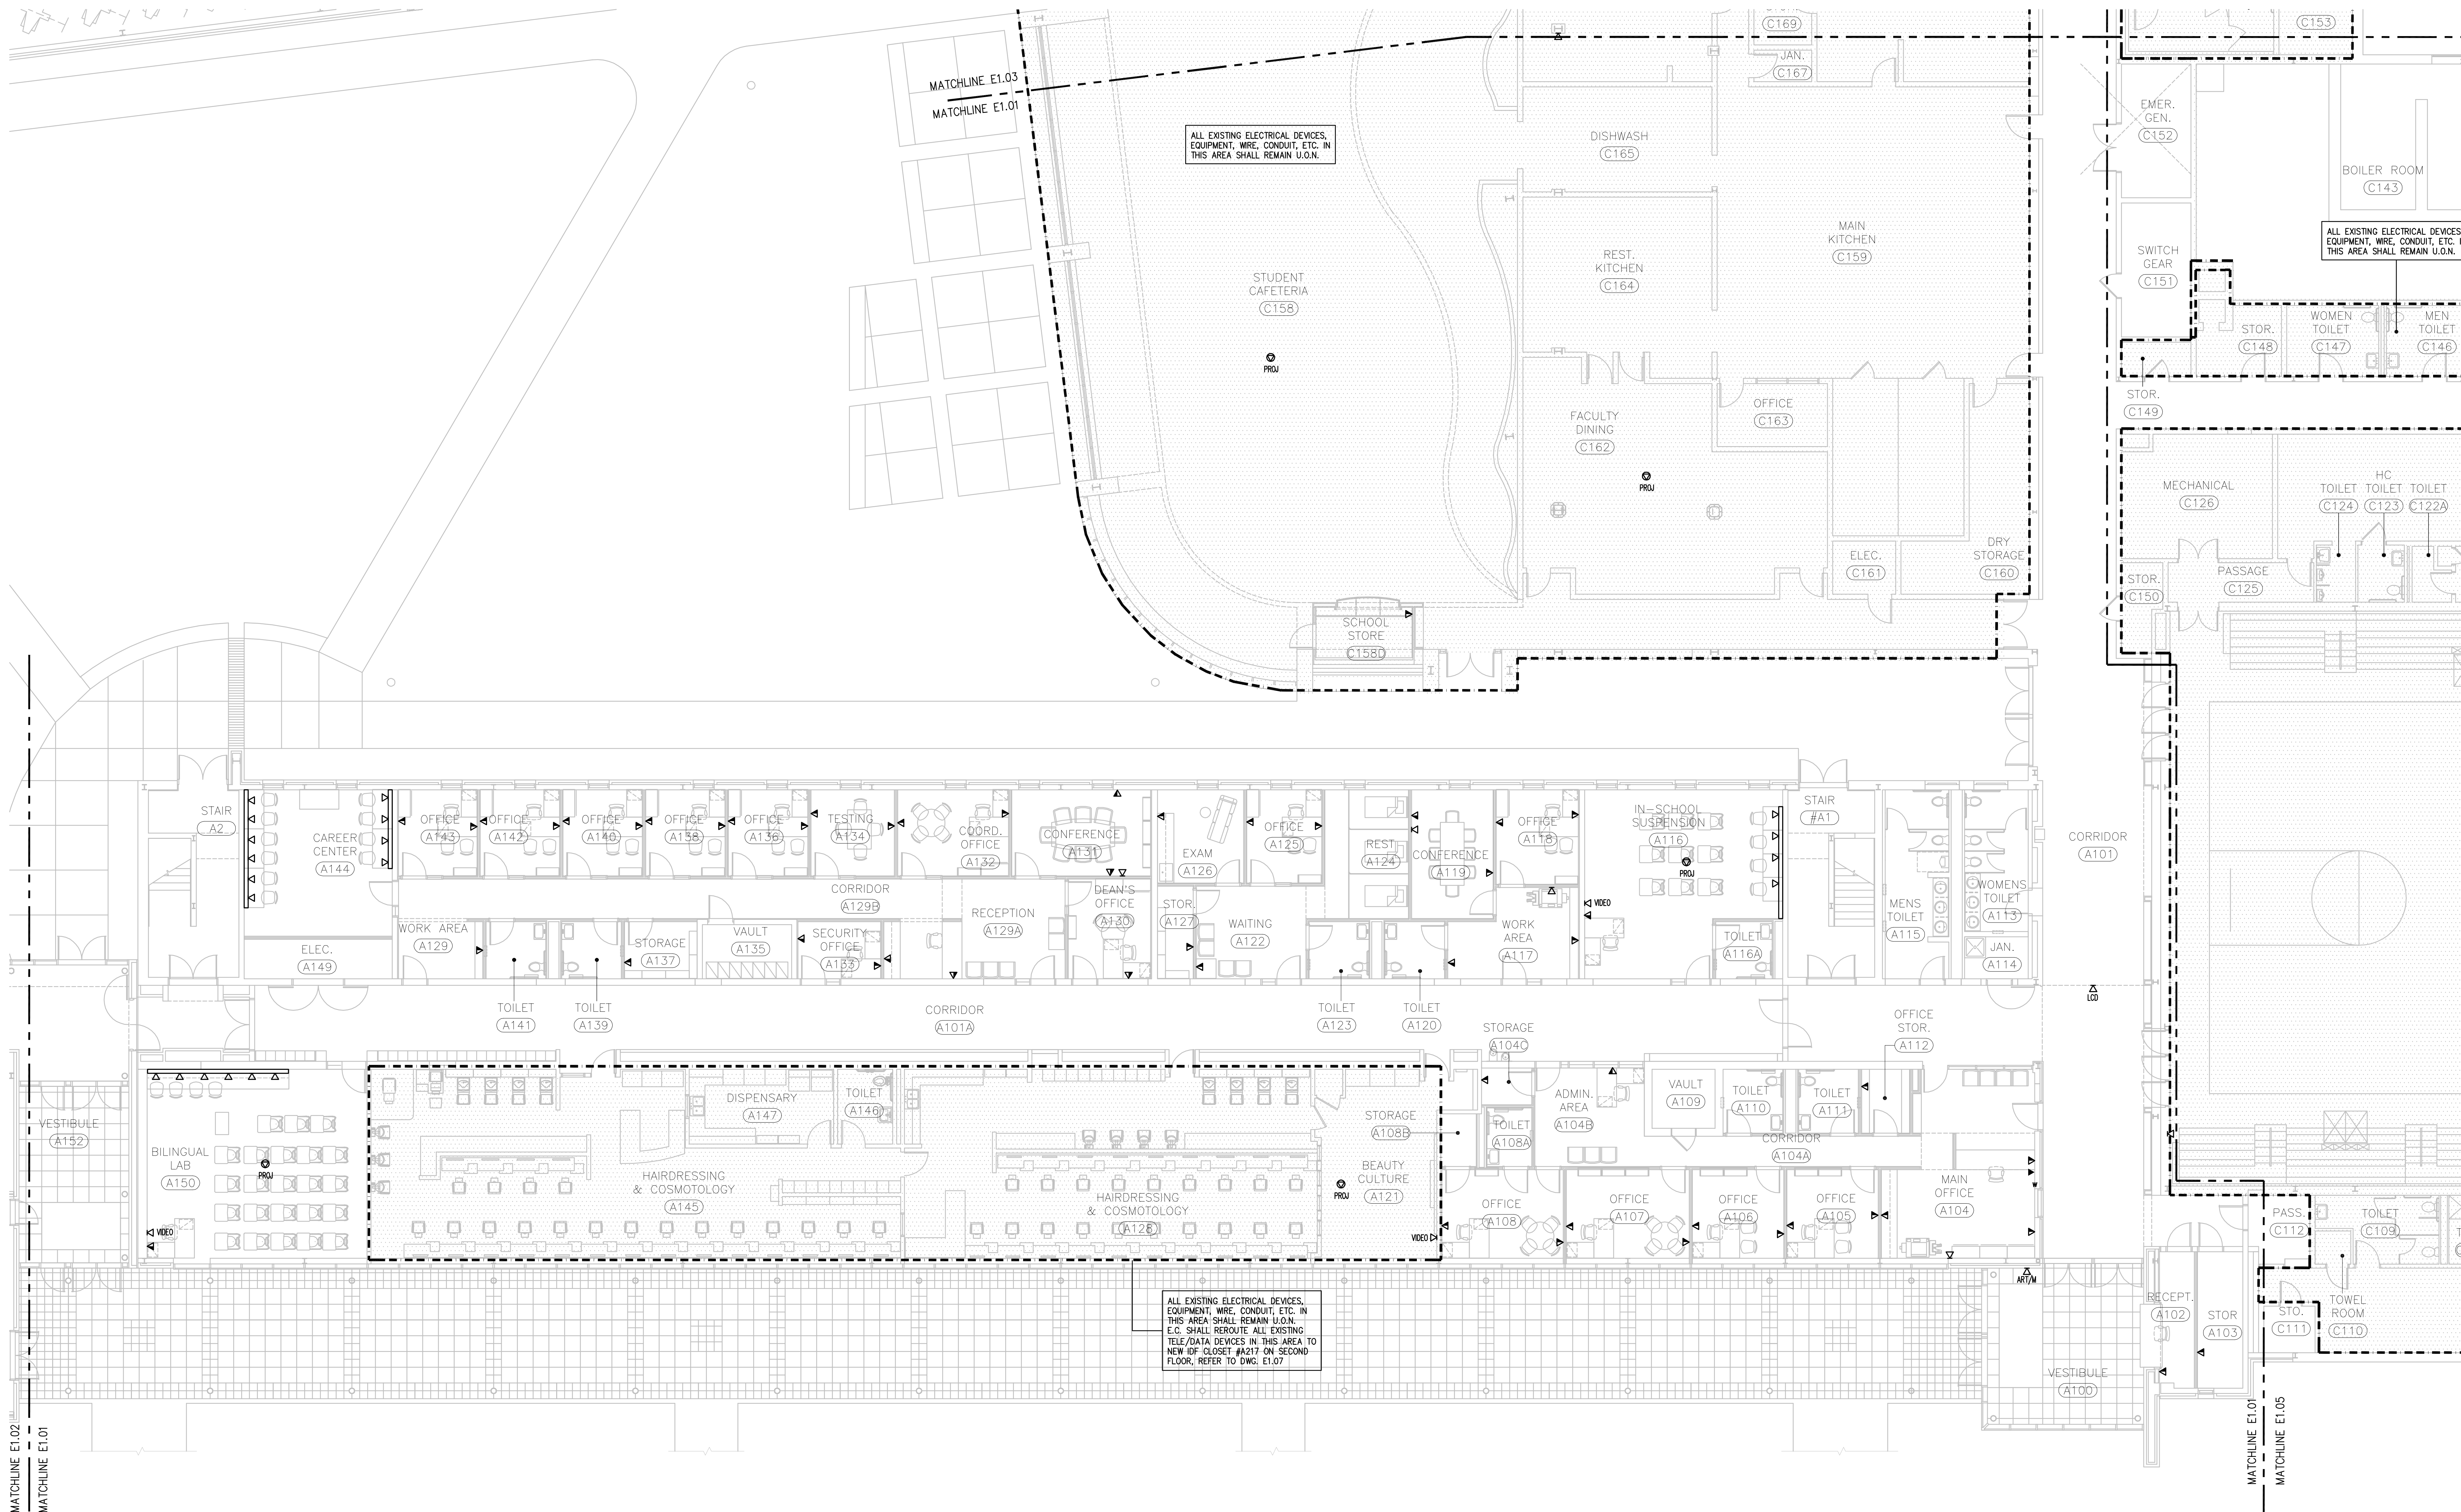 C169
JAN.
C167
C153
MATCHLINE E1.03
MATCHLINE E1.01
ALL EXISTING ELECTRICAL DEVICES,
EQUIPMENT, WIRE, CONDUIT, ETC. IN
THIS AREA SHALL REMAIN U.O.N.
DISHWASH
C165
EMER.
GEN.
C152
BOILER ROOM
C143
MAIN
KITCHEN
C159
REST.
KITCHEN
C164
STUDENT
CAFETERIA
C158
PROJ
SWITCH
GEAR
C151
ALL EXISTING ELECTRICAL DEVICES
EQUIPMENT, WIRE, CONDUIT, ETC.
THIS AREA SHALL REMAIN U.O.N.
STOR.
C148
WOMEN
TOILET
C147
MEN
TOILET
C146
STOR.
C149
OFFICE
C163
FACULTY
DINING
C162
PROJ
MECHANICAL
C126
TOILET
C124
HC
TOILET
C123
TOILET
C122A
ELEC.
C161
DRY
STORAGE
C160
STOR.
C150
PASSAGE
C125
SCHOOL
STORE
C158D
STAIR
A2
CAREER
CENTER
A144
OFFICE
A143
OFFICE
A142
OFFICE
A140
OFFICE
A138
OFFICE
A136
TESTING
A134
COORD.
OFFICE
A132
CONFERENCE
A131
EXAM
A126
OFFICE
A125
REST
A124
CONFERENCE
A119
OFFICE
A118
IN-SCHOOL
SUSPENSION
A116
PROJ
STAIR
#A1
CORRIDOR
A101
CORRIDOR
A129B
DEAN'S
OFFICE
A130
STOR.
A127
WAITING
A122
WORK
AREA
A117
VIDEO
TOILET
A116A
MENS
TOILET
A115
WOMENS
TOILET
A113
JAN.
A114
ELEC.
A149
WORK AREA
A129
STORAGE
A137
VAULT
A135
SECURITY
OFFICE
A133
RECEPTION
A129A
LCD
TOILET
A141
TOILET
A139
CORRIDOR
A101A
TOILET
A123
TOILET
A120
STORAGE
A104C
OFFICE
STOR.
A112
VESTIBULE
A152
BILINGUAL
LAB
A150
PROJ
VIDEO
DISPENSARY
A147
TOILET
A146
HAIRDRESSING
& COSMOTOLOGY
A145
HAIRDRESSING
& COSMOTOLOGY
A128
STORAGE
A108B
BEAUTY
CULTURE
A121
PROJ
VIDEO
TOILET
A108A
ADMIN.
AREA
A104B
VAULT
A109
TOILET
A110
TOILET
A111
CORRIDOR
A104A
OFFICE
A108
OFFICE
A107
OFFICE
A106
OFFICE
A105
MAIN
OFFICE
A104
W
ART/M
PASS.
C112
TOILET
C109
RECEPT.
A102
STOR
A103
STO.
C111
TOWEL
ROOM
C110
VESTIBULE
A100
ALL EXISTING ELECTRICAL DEVICES,
EQUIPMENT, WIRE, CONDUIT, ETC. IN
THIS AREA SHALL REMAIN U.O.N.
E.C. SHALL REROUTE ALL EXISTING
TELE/DATA DEVICES IN THIS AREA TO
NEW IDF CLOSET #A217 ON SECOND
FLOOR, REFER TO DWG. E1.07
MATCHLINE E1.02
MATCHLINE E1.01
MATCHLINE E1.01
MATCHLINE E1.05